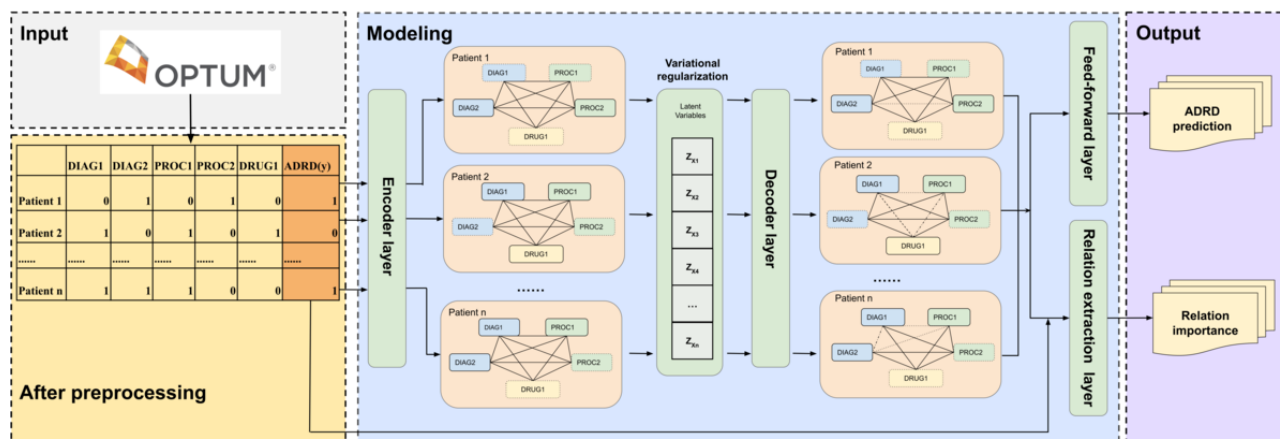 Input
OPTUM®
DIAG1 DIAG2 PROC1 PROC2 DRUG1 ADRD(y)
Patient 1 0 1 0 1 0 1
Patient 2 1 0 1 0 1 0
...... ...... ...... ...... ...... ...... ......
Patient n 1 1 1 0 0 1
After preprocessing
Modeling
Encoder layer
Patient 1
DIAG1 PROC1
DIAG2 PROC2
DRUG1
Patient 2
DIAG1 PROC1
DIAG2 PROC2
DRUG1
......
Patient n
DIAG1 PROC1
DIAG2 PROC2
DRUG1
Variational
regularization
Latent
Variables
ZX1
ZX2
ZX3
ZX4
...
ZXn
Decoder layer
Patient 1
DIAG1 PROC1
DIAG2 PROC2
DRUG1
Patient 2
DIAG1 PROC1
DIAG2 PROC2
DRUG1
......
Patient n
DIAG1 PROC1
DIAG2 PROC2
DRUG1
Feed-forward layer
Relation extraction layer
Output
ADRD
prediction
Relation
importance